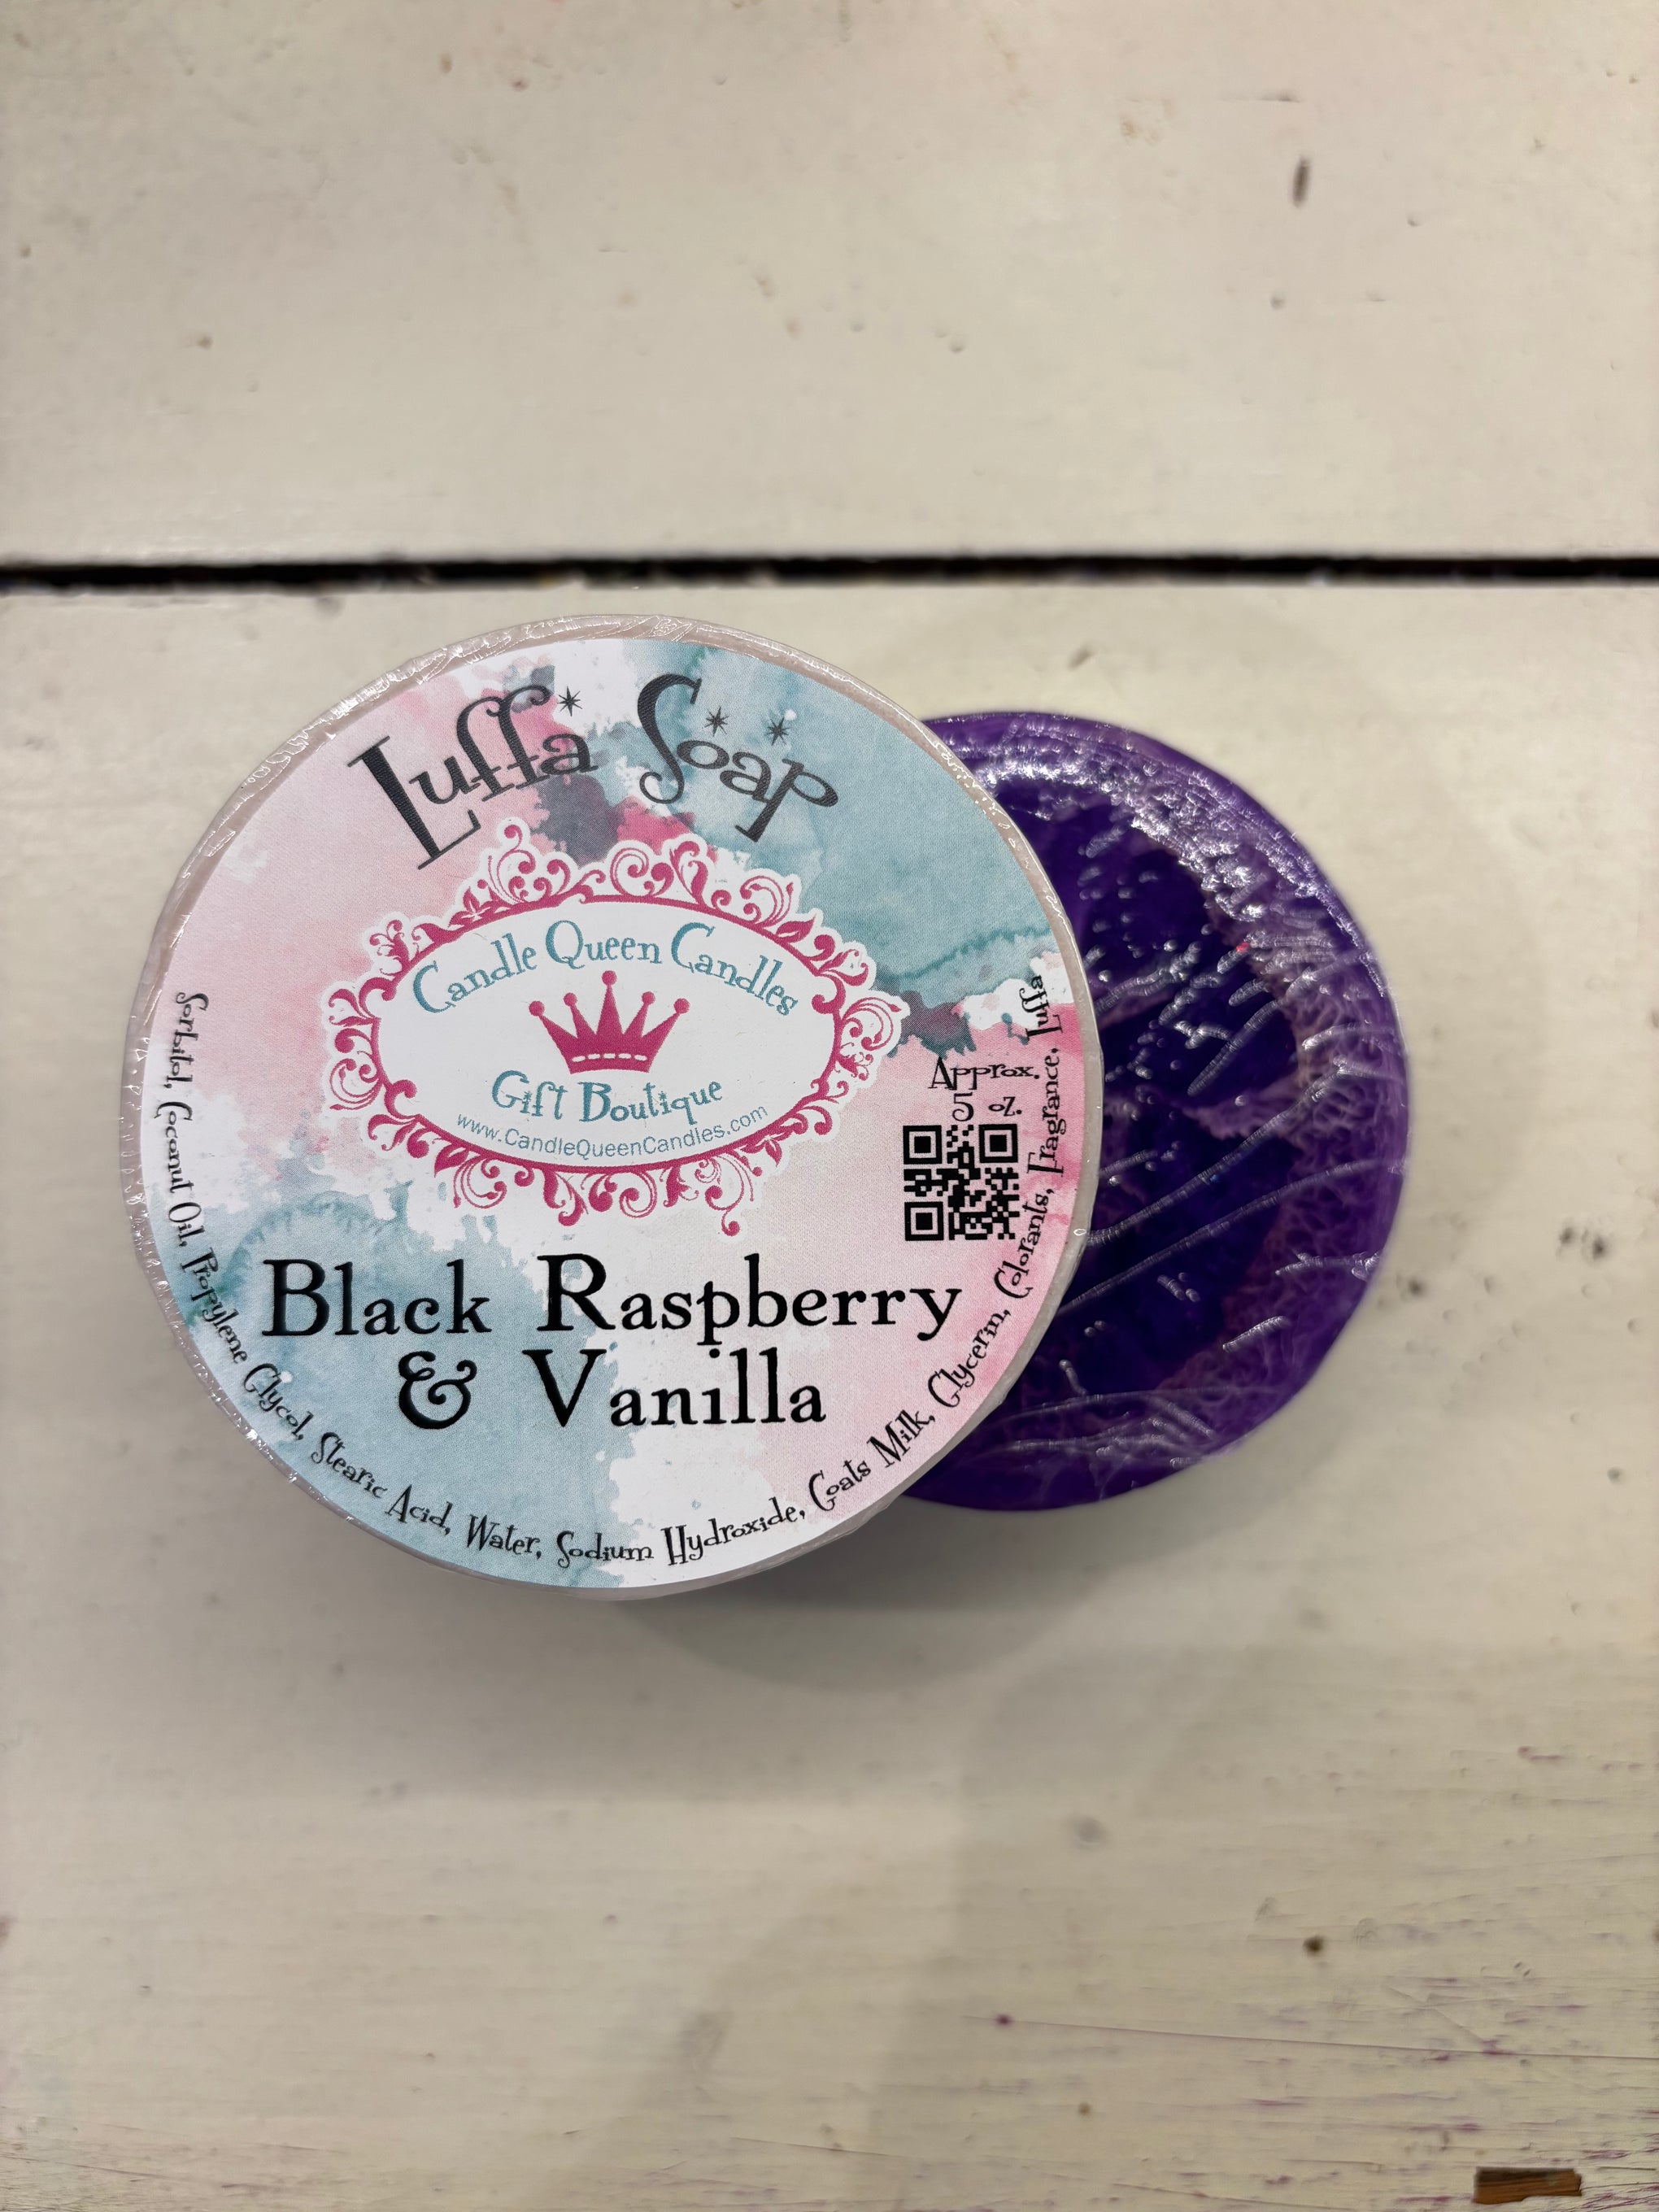 Luffa Soap
Candle Queen Candles
Gift Boutique
www.CandleQueenCandles.com
Approx.
5 oz.
Black Raspberry
& Vanilla
Sorbitol, Coconut Oil, Propylene Glycol, Stearic Acid, Water, Sodium Hydroxide, Goats Milk, Glycerin, Colorants, Fragrance, Luffa